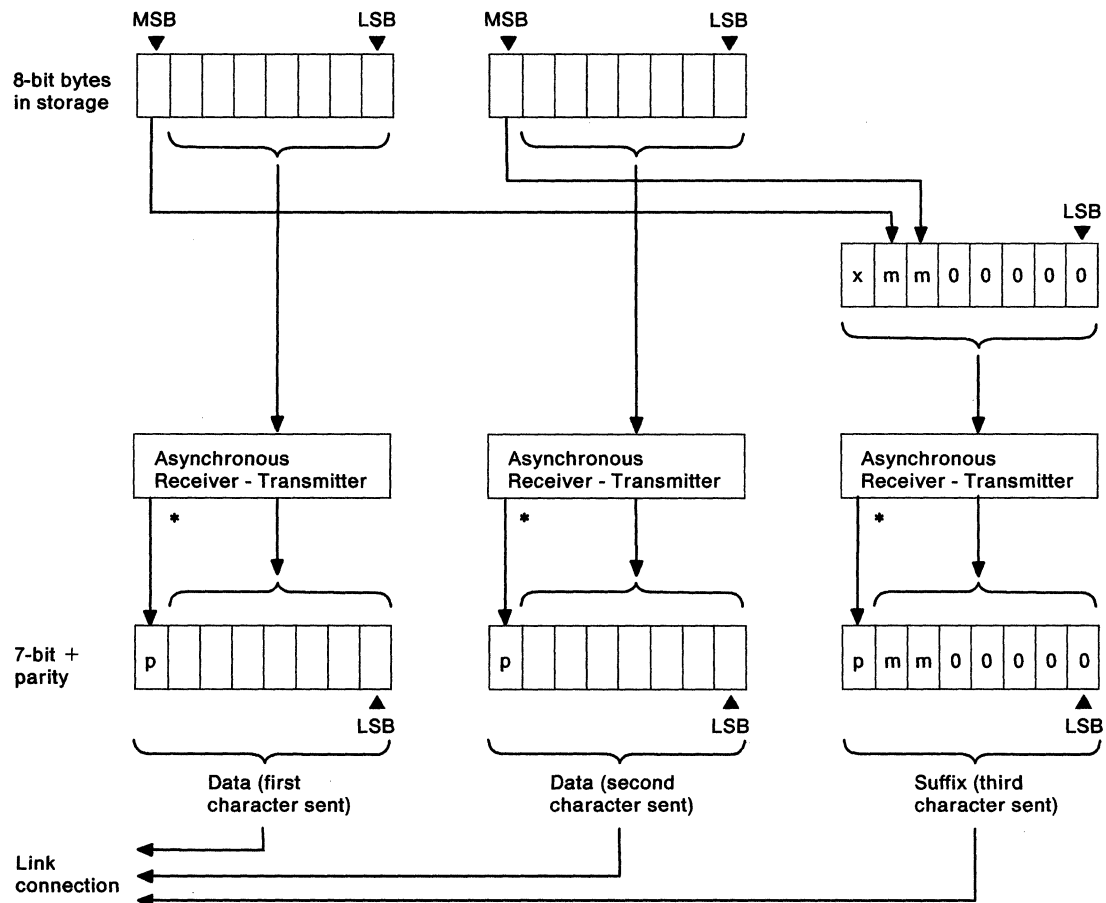 MSB LSB MSB LSB
8-bit bytes
in storage
LSB
x m m 0 0 0 0 0
Asynchronous
Receiver - Transmitter
Asynchronous
Receiver - Transmitter
Asynchronous
Receiver - Transmitter
* * *
7-bit +
parity
p
p
p m m 0 0 0 0 0
LSB LSB LSB
Data (first
character sent)
Data (second
character sent)
Suffix (third
character sent)
Link
connection